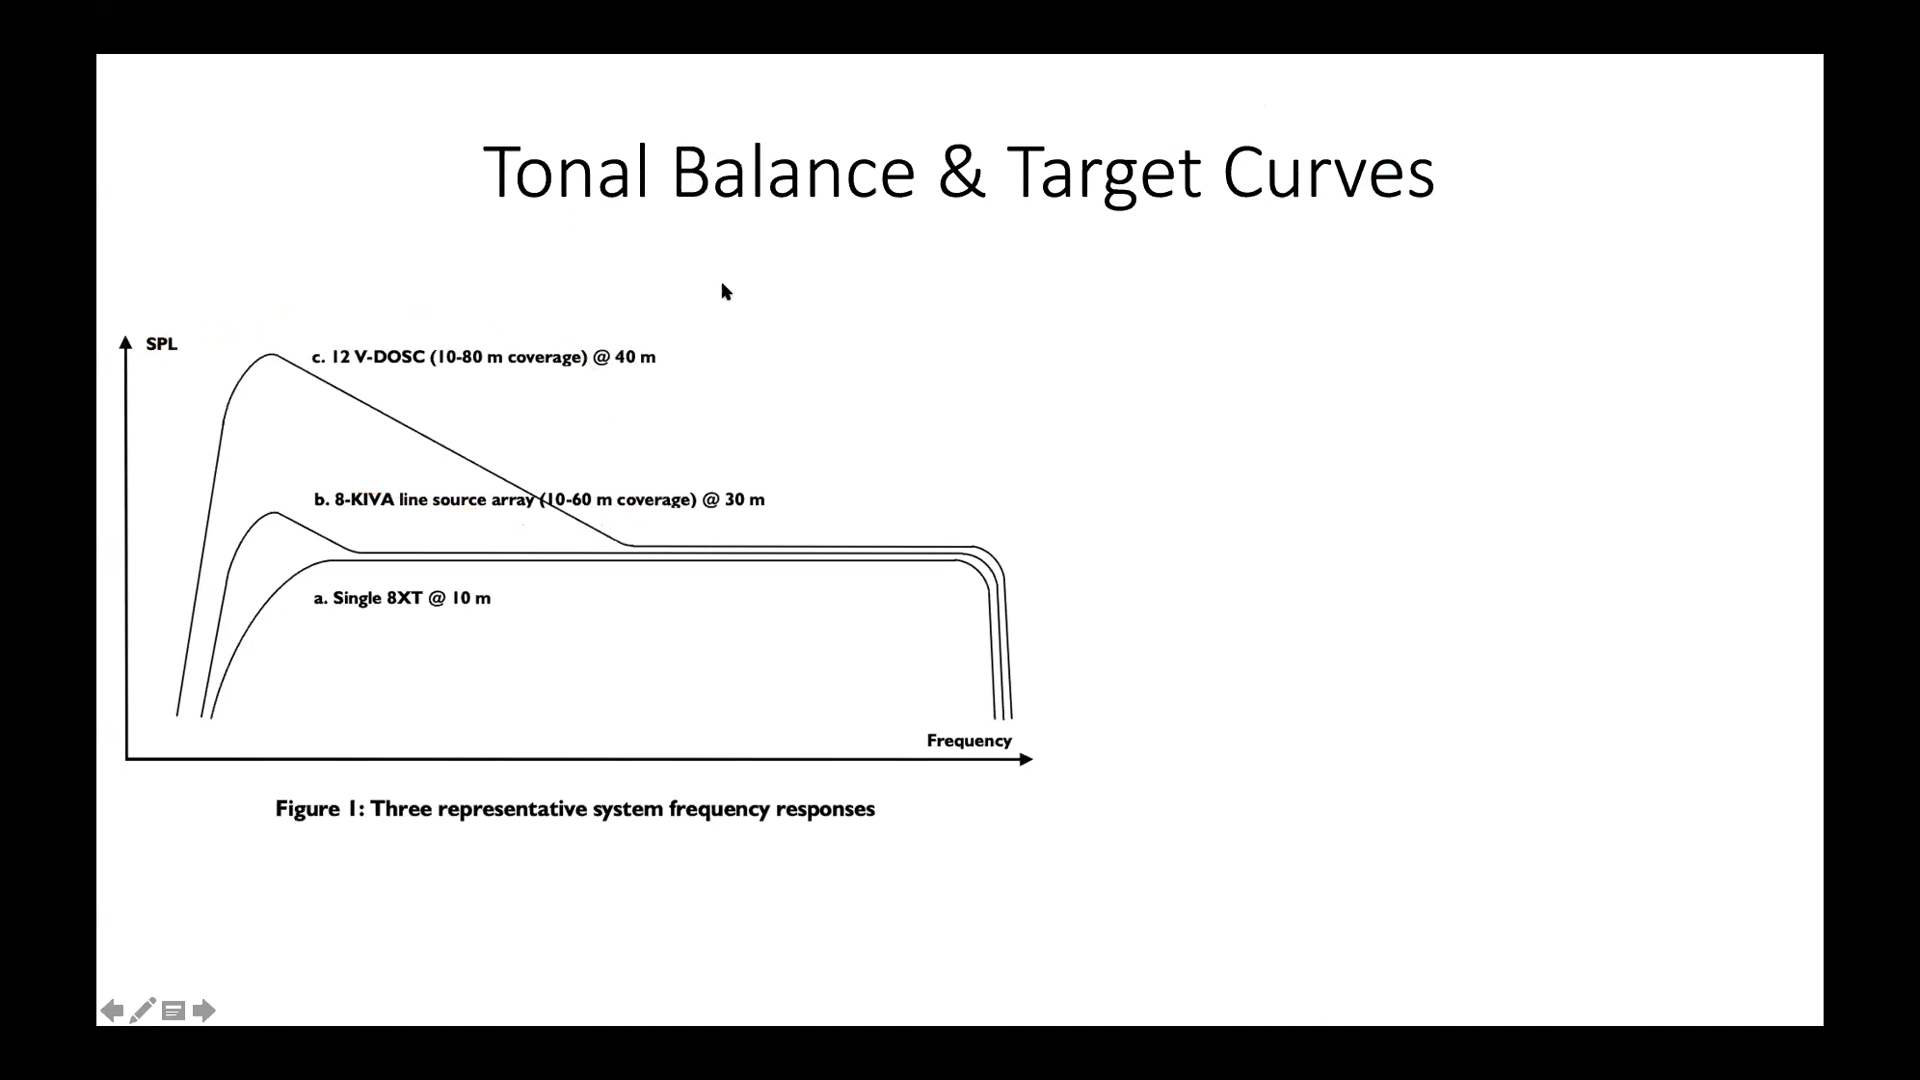 Tonal Balance & Target Curves
SPL
c. 12 V-DOSC (10-80 m coverage) @ 40 m
b. 8-KIVA line source array (10-60 m coverage) @ 30 m
a. Single 8XT @ 10 m
Frequency
Figure 1: Three representative system frequency responses